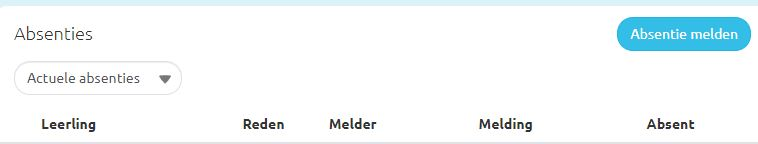 Absenties
Absentie melden
Actuele absenties
Leerling Reden Melder Melding Absent